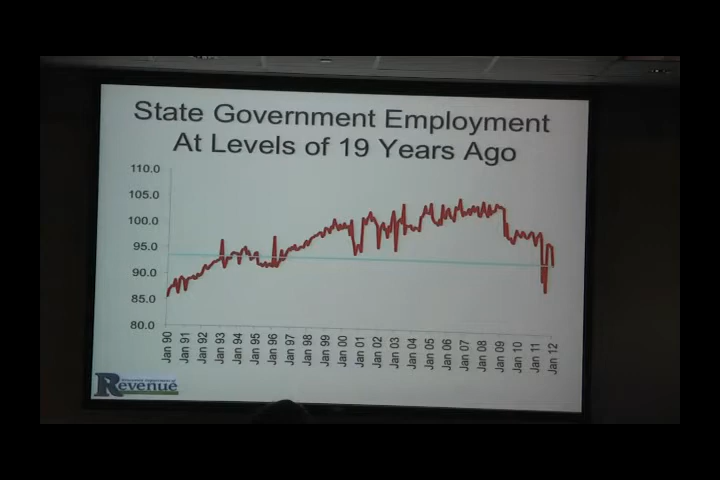 State Government Employment
At Levels of 19 Years Ago
110.0
105.0
100.0
95.0
90.0
85.0
80.0
Jan 90
Jan 91
Jan 92
Jan 93
Jan 94
Jan 95
Jan 96
Jan 97
Jan 98
Jan 99
Jan 00
Jan 01
Jan 02
Jan 03
Jan 04
Jan 05
Jan 06
Jan 07
Jan 08
Jan 09
Jan 10
Jan 11
Jan 12
Revenue